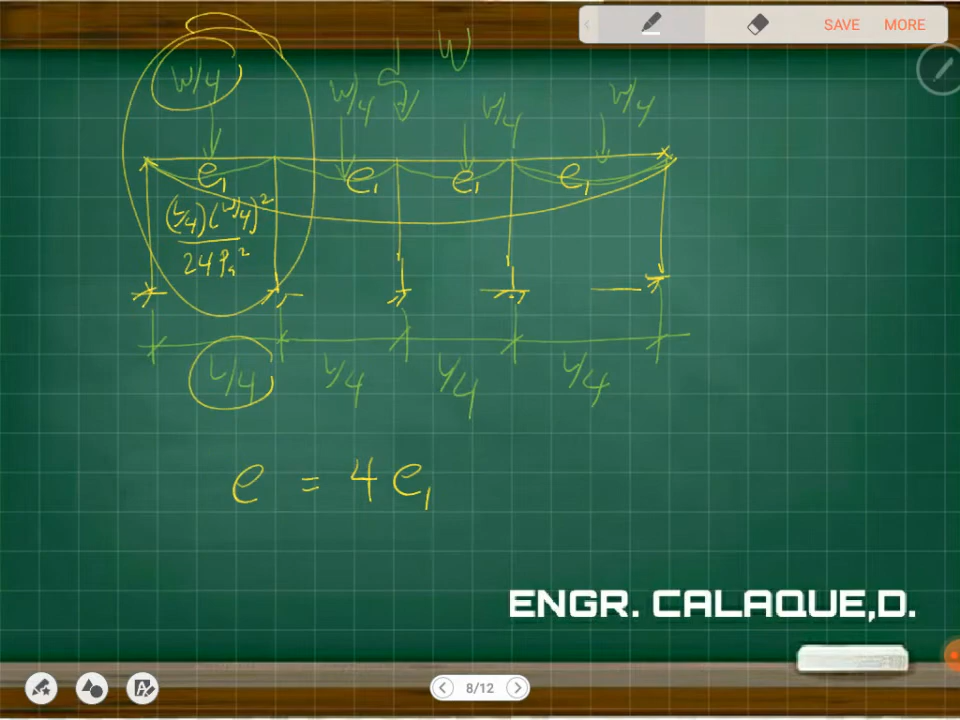 SAVE MORE
W
W/4 W/4 W/4 W/4
e₁ e₁ e₁ e₁
(L/4)(W/4)²
24P²
L/4 L/4 L/4 L/4
e = 4e₁
ENGR. CALAQUE,D.
8/12